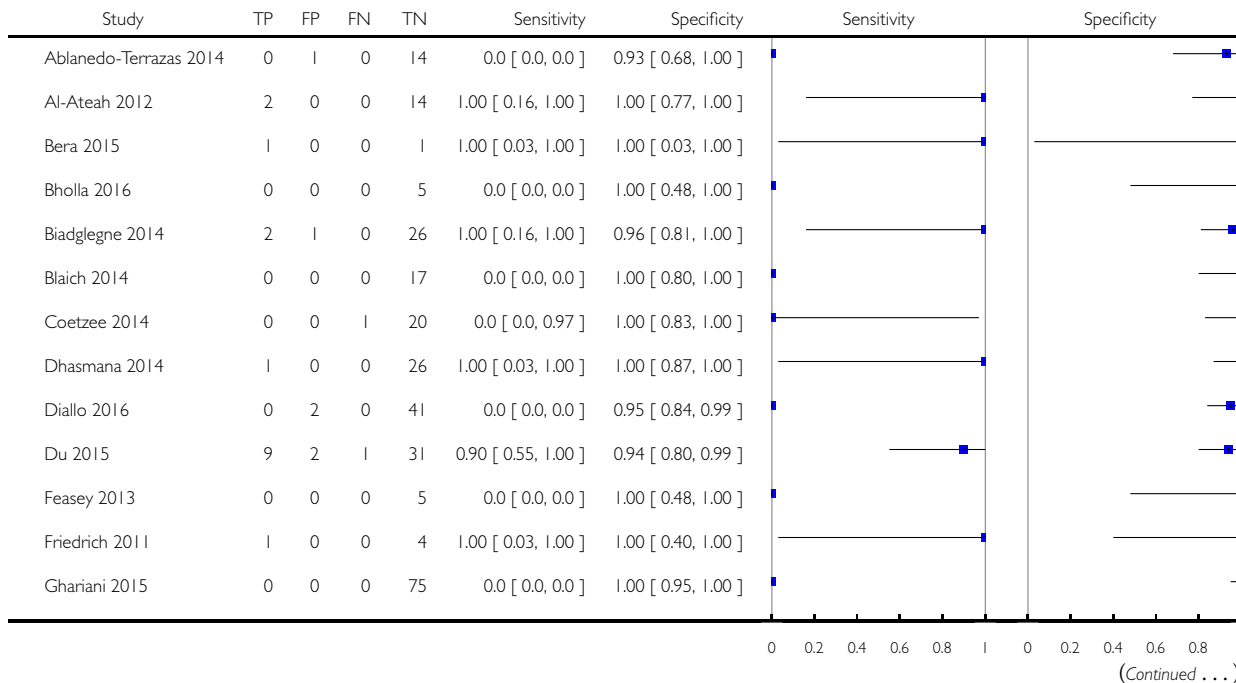 Study TP FP FN TN Sensitivity Specificity Sensitivity Specificity
Ablanedo-Terrazas 2014 0 1 0 14 0.0 [ 0.0, 0.0 ] 0.93 [ 0.68, 1.00 ]
Al-Ateah 2012 2 0 0 14 1.00 [ 0.16, 1.00 ] 1.00 [ 0.77, 1.00 ]
Bera 2015 1 0 0 1 1.00 [ 0.03, 1.00 ] 1.00 [ 0.03, 1.00 ]
Bholla 2016 0 0 0 5 0.0 [ 0.0, 0.0 ] 1.00 [ 0.48, 1.00 ]
Biadglegne 2014 2 1 0 26 1.00 [ 0.16, 1.00 ] 0.96 [ 0.81, 1.00 ]
Blaich 2014 0 0 0 17 0.0 [ 0.0, 0.0 ] 1.00 [ 0.80, 1.00 ]
Coetzee 2014 0 0 1 20 0.0 [ 0.0, 0.97 ] 1.00 [ 0.83, 1.00 ]
Dhasmana 2014 1 0 0 26 1.00 [ 0.03, 1.00 ] 1.00 [ 0.87, 1.00 ]
Diallo 2016 0 2 0 41 0.0 [ 0.0, 0.0 ] 0.95 [ 0.84, 0.99 ]
Du 2015 9 2 1 31 0.90 [ 0.55, 1.00 ] 0.94 [ 0.80, 0.99 ]
Feasey 2013 0 0 0 5 0.0 [ 0.0, 0.0 ] 1.00 [ 0.48, 1.00 ]
Friedrich 2011 1 0 0 4 1.00 [ 0.03, 1.00 ] 1.00 [ 0.40, 1.00 ]
Ghariani 2015 0 0 0 75 0.0 [ 0.0, 0.0 ] 1.00 [ 0.95, 1.00 ]
0 0.2 0.4 0.6 0.8 1 0 0.2 0.4 0.6 0.8
(Continued . . . )